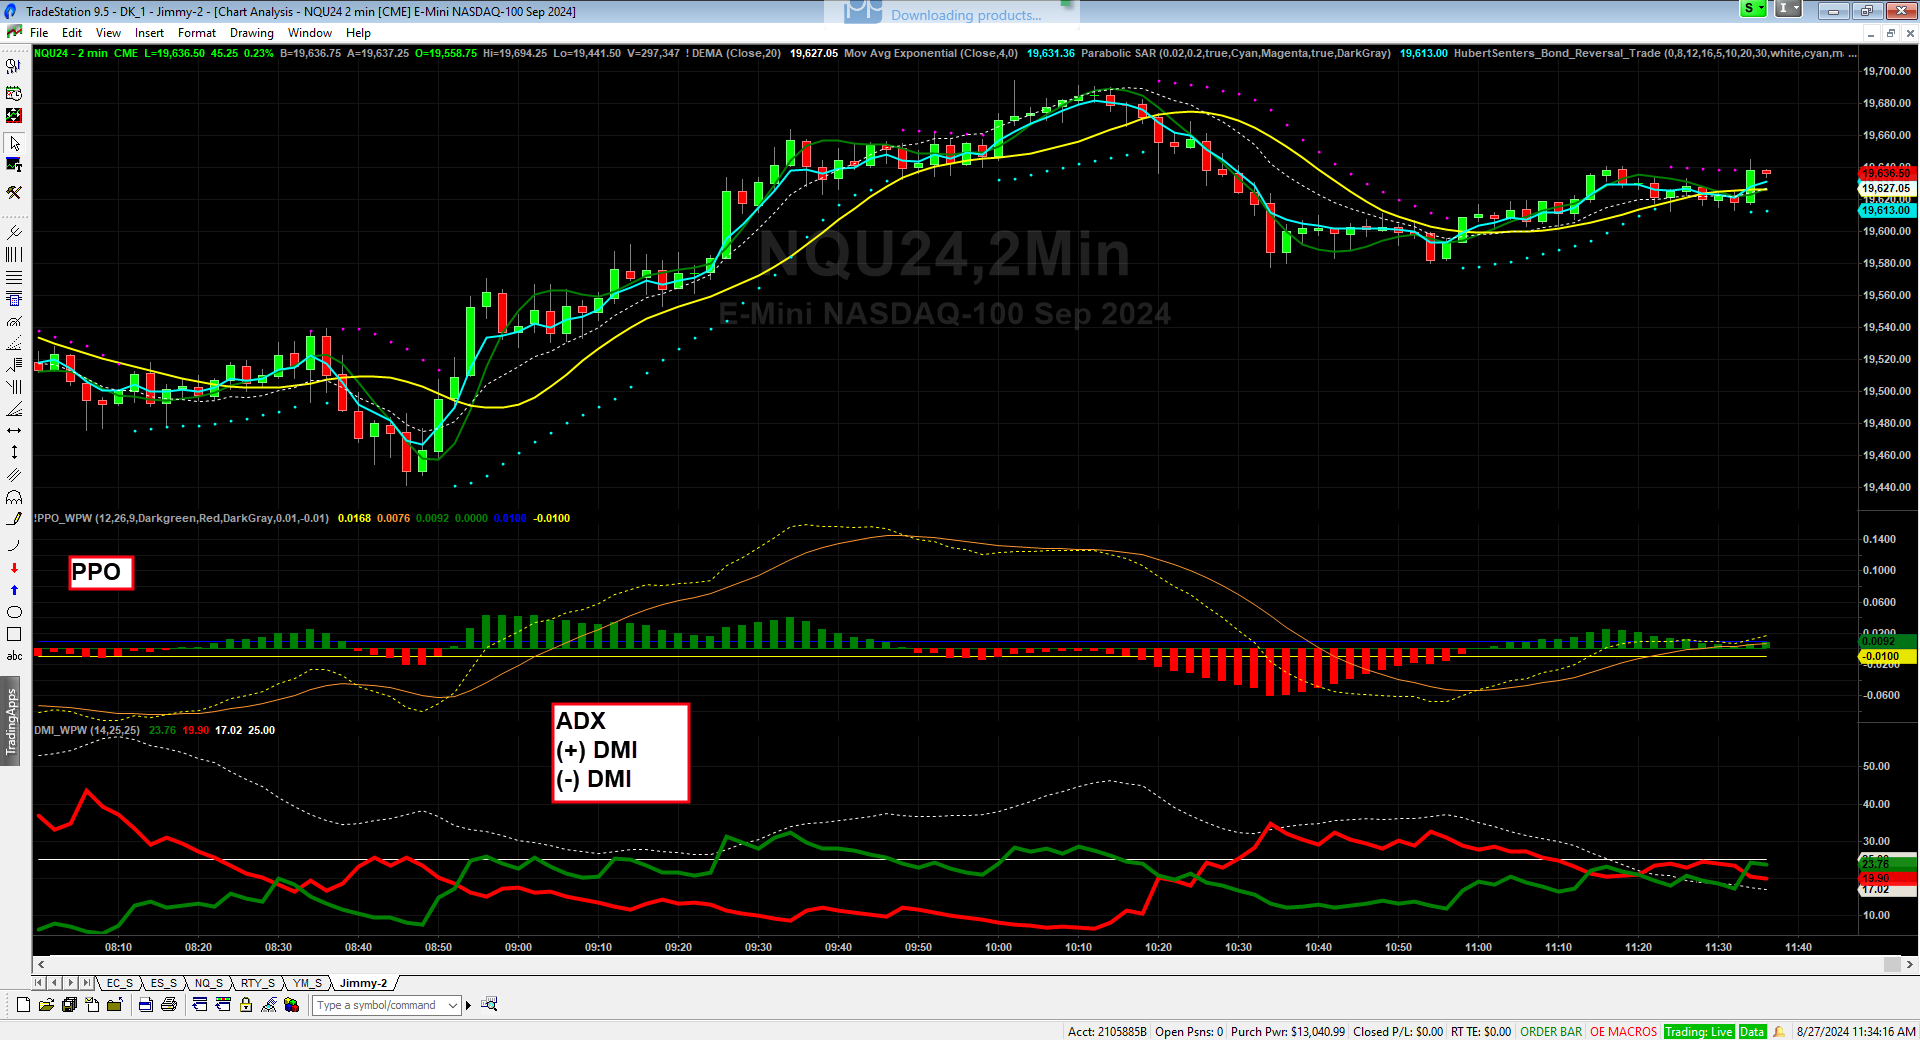 TradeStation 9.5 - DK_1 - Jimmy-2 - [Chart Analysis - NQU24 2 min [CME] E-Mini NASDAQ-100 Sep 2024]
Downloading products...
S
I
File Edit View Insert Format Drawing Window Help
NQU24 - 2 min CME L=19,636.50 45.25 0.23% B=19,636.75 A=19,637.25 O=19,558.75 Hi=19,694.25 Lo=19,441.50 V=297,347 ! DEMA (Close,20) 19,627.05 Mov Avg Exponential (Close,4,0) 19,631.36 Parabolic SAR (0.02,0.2,true,Cyan,Magenta,true,DarkGray) 19,613.00 HubertSenters_Bond_Reversal_Trade (0,8,12,16,5,10,20,30,white,cyan,m ...
19,700.00
19,680.00
19,660.00
19,636.50
19,627.05
19,613.00
19,600.00
19,580.00
19,560.00
19,540.00
19,520.00
19,500.00
19,480.00
19,460.00
19,440.00
NQU24,2Min
E-Mini NASDAQ-100 Sep 2024
!PPO_WPW (12,26,9,Darkgreen,Red,DarkGray,0.01,-0.01) 0.0168 0.0076 0.0092 0.0000 0.0100 -0.0100
PPO
0.1400
0.1000
0.0600
0.0092
-0.0100
-0.0600
DMI_WPW (14,25,25) 23.76 19.90 17.02 25.00
ADX
(+) DMI
(-) DMI
50.00
40.00
30.00
23.76
19.90
17.02
10.00
08:10 08:20 08:30 08:40 08:50 09:00 09:10 09:20 09:30 09:40 09:50 10:00 10:10 10:20 10:30 10:40 10:50 11:00 11:10 11:20 11:30 11:40
abc
TradingApps
EC_S ES_S NQ_S RTY_S YM_S Jimmy-2
Type a symbol/command
Acct: 2105885B Open Psns: 0 Purch Pwr: $13,040.99 Closed P/L: $0.00 RT TE: $0.00 ORDER BAR OE MACROS Trading: Live Data 8/27/2024 11:34:16 AM